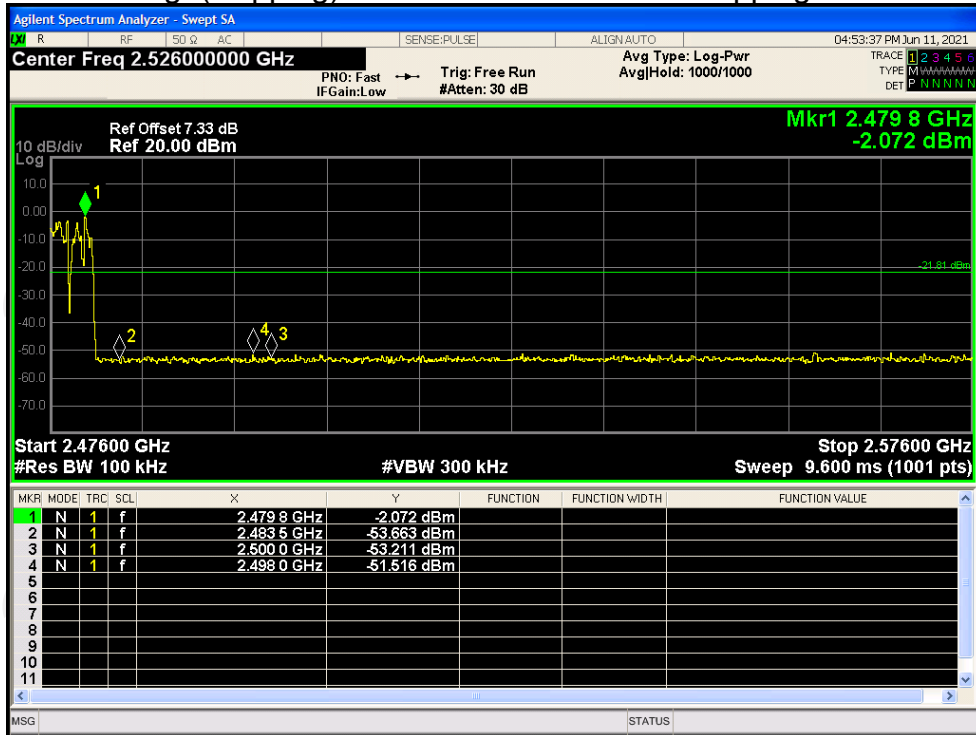 Agilent Spectrum Analyzer - Swept SA
LXI R RF 50 Ω AC SENSE:PULSE ALIGN AUTO 04:53:37 PM Jun 11, 2021
Center Freq 2.526000000 GHz
PNO: Fast
IFGain:Low
Trig: Free Run
#Atten: 30 dB
Avg Type: Log-Pwr
Avg|Hold: 1000/1000
TRACE 1 2 3 4 5 6
TYPE M
DET P N N N N N
Ref Offset 7.33 dB
10 dB/div Ref 20.00 dBm
Log
Mkr1 2.479 8 GHz
-2.072 dBm
10.0
0.00
-10.0
-20.0
-30.0
-40.0
-50.0
-60.0
-70.0
1
2
4 3
-21.81 dBm
Start 2.47600 GHz Stop 2.57600 GHz
#Res BW 100 kHz #VBW 300 kHz Sweep 9.600 ms (1001 pts)
MKR MODE TRC SCL X Y FUNCTION FUNCTION WIDTH FUNCTION VALUE
1 N 1 f 2.479 8 GHz -2.072 dBm
2 N 1 f 2.483 5 GHz -53.663 dBm
3 N 1 f 2.500 0 GHz -53.211 dBm
4 N 1 f 2.498 0 GHz -51.516 dBm
5
6
7
8
9
10
11
MSG STATUS